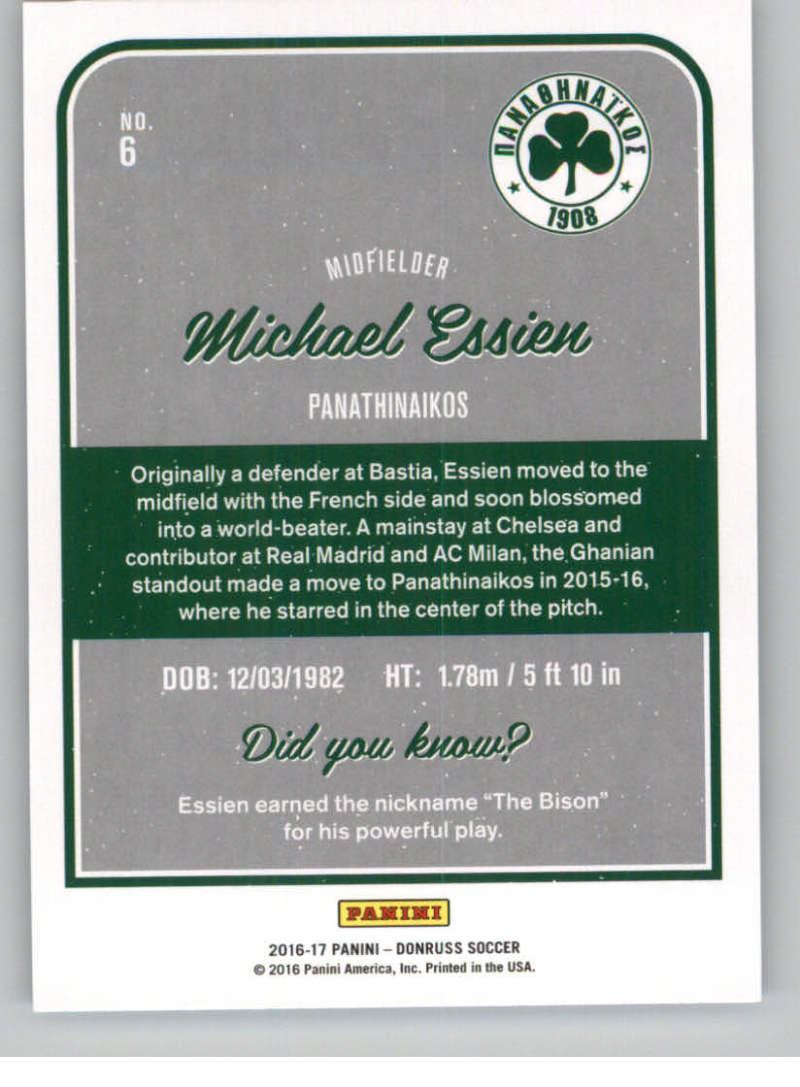 NO.
6
ΠΑΝΑΘΗΝΑΪΚΟΣ
1908
MIDFIELDER
Michael Essien
PANATHINAIKOS
Originally a defender at Bastia, Essien moved to the
midfield with the French side and soon blossomed
into a world-beater. A mainstay at Chelsea and
contributor at Real Madrid and AC Milan, the Ghanian
standout made a move to Panathinaikos in 2015-16,
where he starred in the center of the pitch.
DOB: 12/03/1982 HT: 1.78m / 5 ft 10 in
Did you know?
Essien earned the nickname “The Bison”
for his powerful play.
PANINI
2016-17 PANINI – DONRUSS SOCCER
© 2016 Panini America, Inc. Printed in the USA.